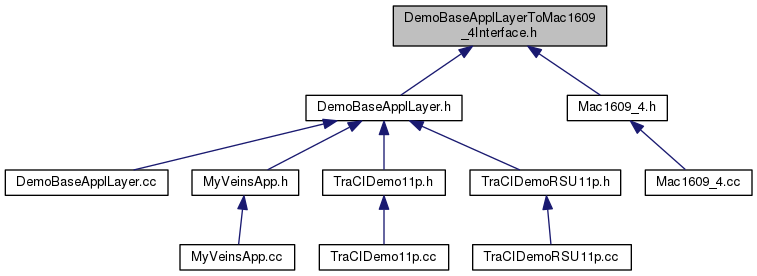 DemoBaseApplLayerToMac1609
_4Interface.h
DemoBaseApplLayer.h
Mac1609_4.h
DemoBaseApplLayer.cc
MyVeinsApp.h
TraCIDemo11p.h
TraCIDemoRSU11p.h
Mac1609_4.cc
MyVeinsApp.cc
TraCIDemo11p.cc
TraCIDemoRSU11p.cc